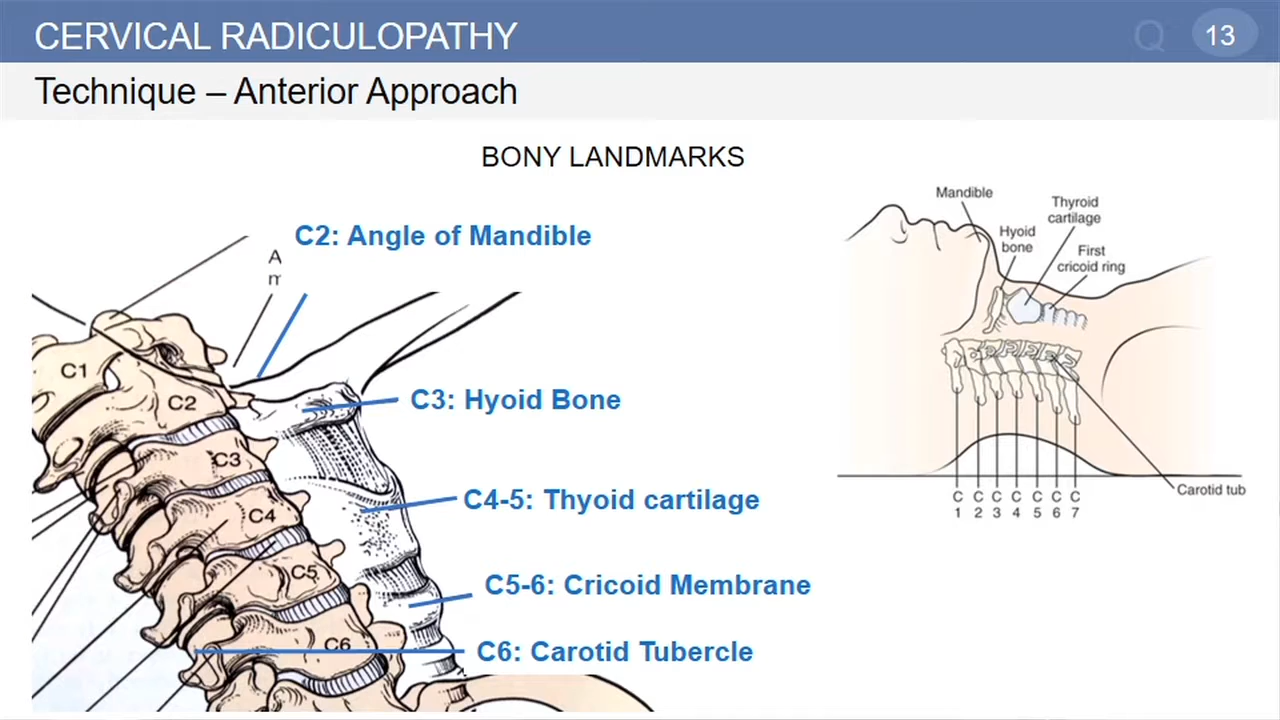 CERVICAL RADICULOPATHY
Q
13
Technique – Anterior Approach
BONY LANDMARKS
C2: Angle of Mandible
A
m
C3: Hyoid Bone
C4-5: Thyoid cartilage
C5-6: Cricoid Membrane
C6: Carotid Tubercle
C1
C2
C3
C4
C5
C6
Mandible
Thyroid
cartilage
Hyoid
bone
First
cricoid ring
Carotid tub
C C C C C C C
1 2 3 4 5 6 7